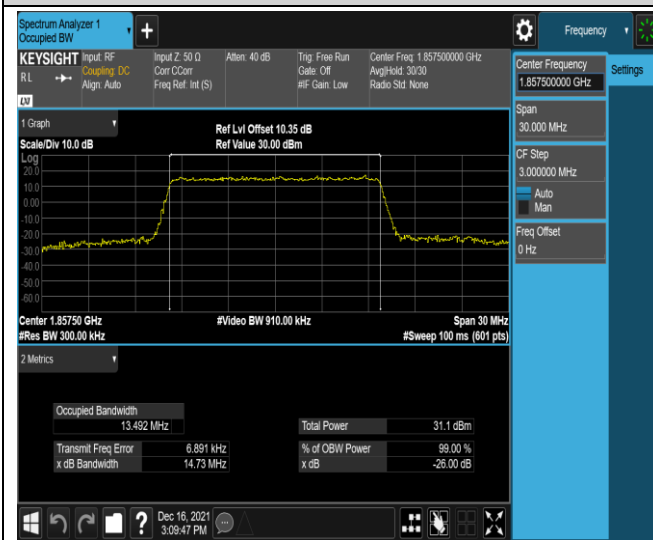 Spectrum Analyzer 1
Occupied BW
Frequency
KEYSIGHT
RL
LXI
Input: RF
Coupling: DC
Align: Auto
Input Z: 50 Ω
Corr CCorr
Freq Ref: Int (S)
Atten: 40 dB
Trig: Free Run
Gate: Off
#IF Gain: Low
Center Freq: 1.857500000 GHz
Avg|Hold: 30/30
Radio Std: None
Center Frequency
1.857500000 GHz
Settings
Span
30.000 MHz
CF Step
3.000000 MHz
Auto
Man
Freq Offset
0 Hz
1 Graph
Scale/Div 10.0 dB
Ref Lvl Offset 10.35 dB
Ref Value 30.00 dBm
Log
20.0
10.0
0.00
-10.0
-20.0
-30.0
-40.0
-50.0
-60.0
Center 1.85750 GHz
#Video BW 910.00 kHz
Span 30 MHz
#Res BW 300.00 kHz
#Sweep 100 ms (601 pts)
2 Metrics
Occupied Bandwidth
13.492 MHz
Total Power 31.1 dBm
Transmit Freq Error 6.891 kHz
% of OBW Power 99.00 %
x dB Bandwidth 14.73 MHz
x dB -26.00 dB
?
Dec 16, 2021
3:09:47 PM